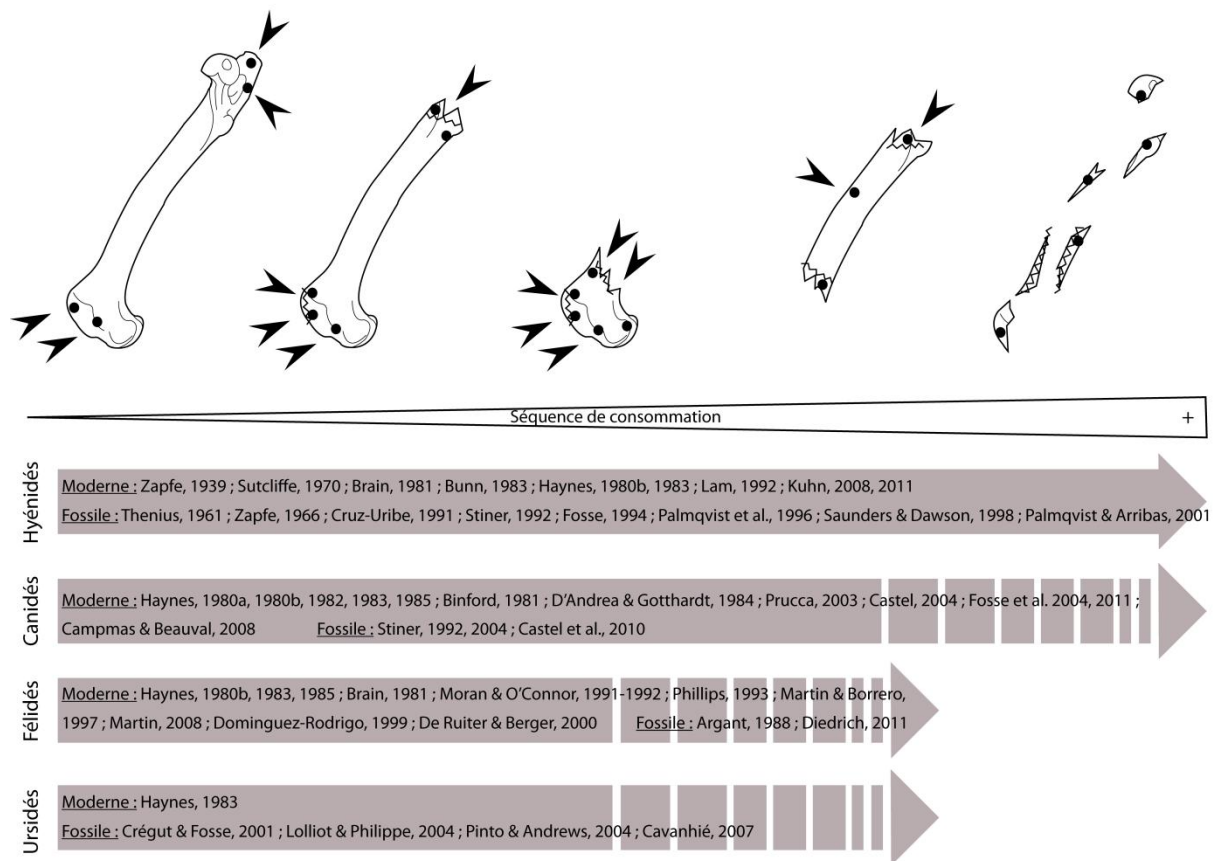 Séquence de consommation +
Hyénidés
Moderne : Zapfe, 1939 ; Sutcliffe, 1970 ; Brain, 1981 ; Bunn, 1983 ; Haynes, 1980b, 1983 ; Lam, 1992 ; Kuhn, 2008, 2011
Fossile : Thenius, 1961 ; Zapfe, 1966 ; Cruz-Uribe, 1991 ; Stiner, 1992 ; Fosse, 1994 ; Palmqvist et al., 1996 ; Saunders & Dawson, 1998 ; Palmqvist & Arribas, 2001
Canidés
Moderne : Haynes, 1980a, 1980b, 1982, 1983, 1985 ; Binford, 1981 ; D'Andrea & Gotthardt, 1984 ; Prucca, 2003 ; Castel, 2004 ; Fosse et al. 2004, 2011 ;
Campmas & Beauval, 2008 Fossile : Stiner, 1992, 2004 ; Castel et al., 2010
Félidés
Moderne : Haynes, 1980b, 1983, 1985 ; Brain, 1981 ; Moran & O'Connor, 1991-1992 ; Phillips, 1993 ; Martin & Borrero,
1997 ; Martin, 2008 ; Dominguez-Rodrigo, 1999 ; De Ruiter & Berger, 2000 Fossile : Argant, 1988 ; Diedrich, 2011
Ursidés
Moderne : Haynes, 1983
Fossile : Crégut & Fosse, 2001 ; Lolliot & Philippe, 2004 ; Pinto & Andrews, 2004 ; Cavanhié, 2007